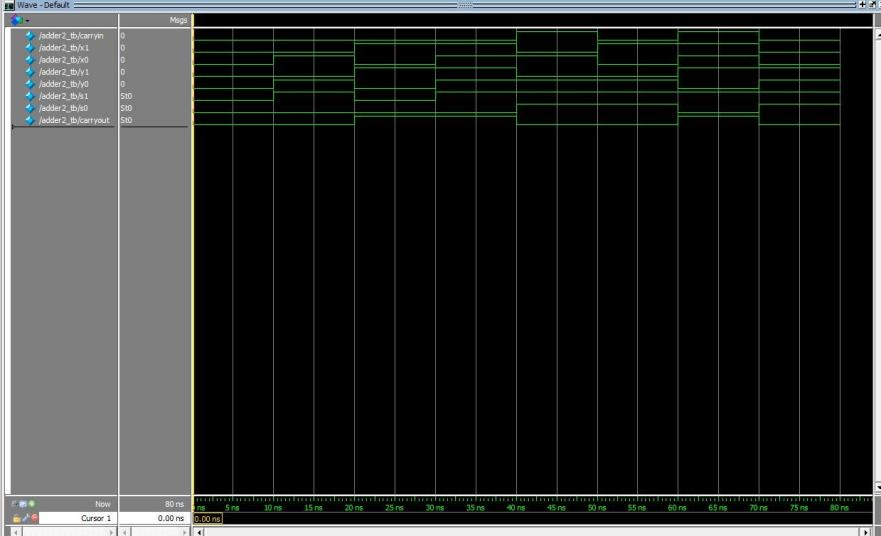 Wave - Default
Msgs
/adder2_tb/carryin 0
/adder2_tb/x1 0
/adder2_tb/x0 0
/adder2_tb/y1 0
/adder2_tb/y0 0
/adder2_tb/s1 St0
/adder2_tb/s0 St0
/adder2_tb/carryout St0
Now 80 ns ns 5 ns 10 ns 15 ns 20 ns 25 ns 30 ns 35 ns 40 ns 45 ns 50 ns 55 ns 60 ns 65 ns 70 ns 75 ns 80 ns
Cursor 1 0.00 ns 0.00 ns